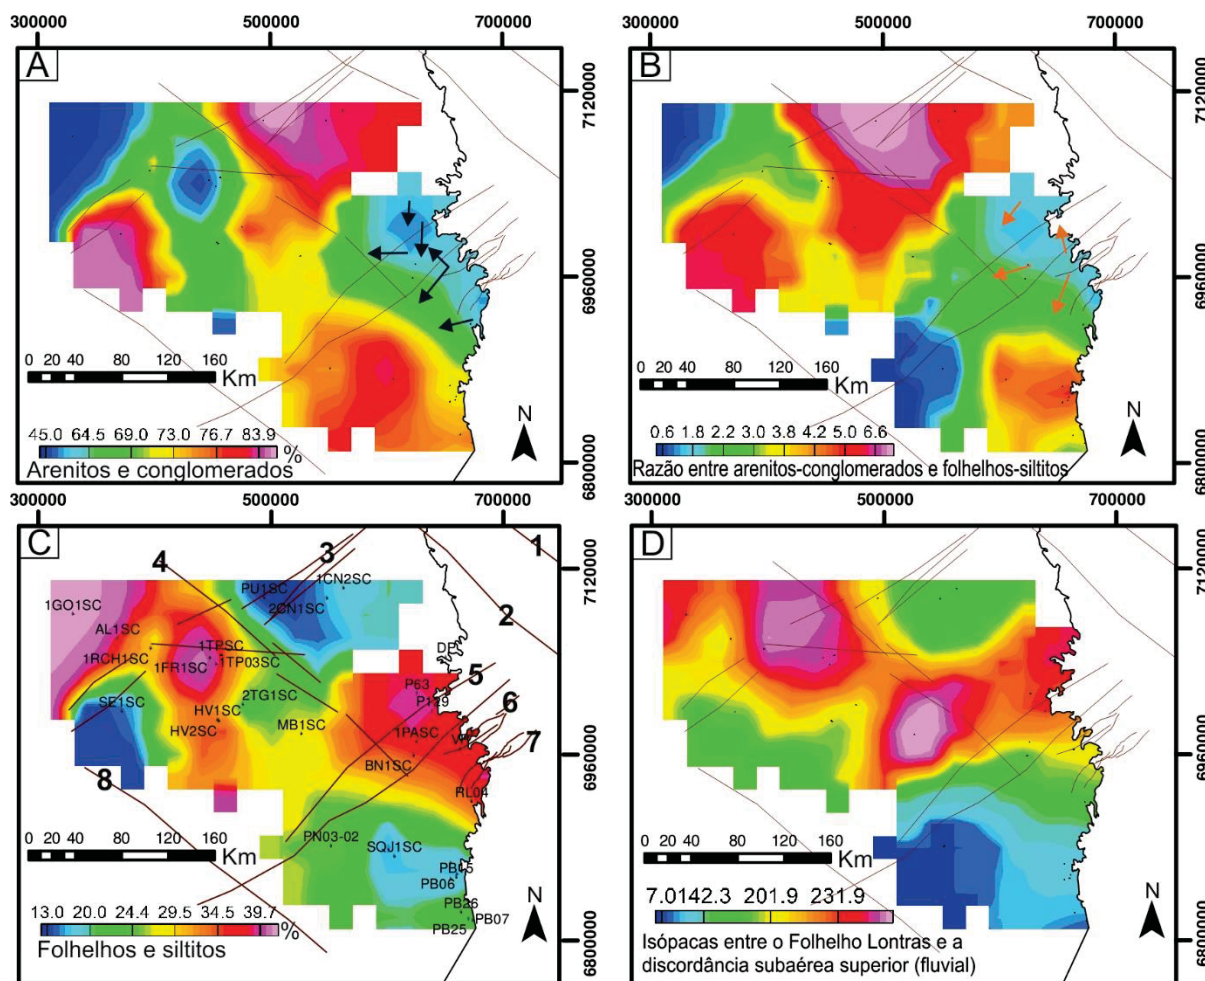 300000 500000 700000
300000 500000 700000
A
B
7120000
6960000
6800000
7120000
6960000
6800000
0 20 40 80 120 160
Km
N
45.0 64.5 69.0 73.0 76.7 83.9
%
Arenitos e conglomerados
0 20 40 80 120 160
Km
N
0.6 1.8 2.2 3.0 3.8 4.2 5.0 6.6
Razão entre arenitos-conglomerados e folhelhos-siltitos
300000 500000 700000
300000 500000 700000
C
D
1
2
3
4
5
6
7
8
7120000
6960000
6800000
7120000
6960000
6800000
1GO1SC
AL1SC
1RCH1SC
SE1SC
PU1SC
1CN2SC
2CN1SC
1TPSC
1FR1SC
1TP03SC
2TG1SC
HV1SC
HV2SC
MB1SC
P63
P129
1PASC
BN1SC
RL04
PN03-02
SQJ1SC
PB15
PB06
PB26
PB07
PB25
0 20 40 80 120 160
Km
N
13.0 20.0 24.4 29.5 34.5 39.7
%
Folhelhos e siltitos
0 20 40 80 120 160
Km
N
7.0142.3 201.9 231.9
Isópacas entre o Folhelho Lontras e a
discordância subaérea superior (fluvial)